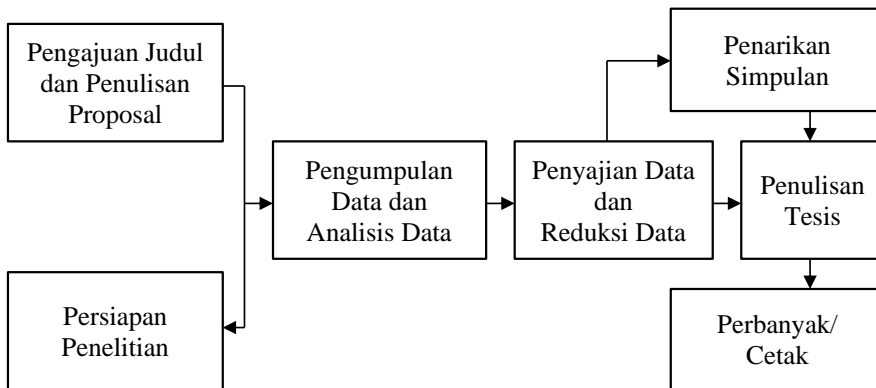 Pengajuan Judul
dan Penulisan
Proposal
Persiapan
Penelitian
Pengumpulan
Data dan
Analisis Data
Penyajian Data
dan
Reduksi Data
Penarikan
Simpulan
Penulisan
Tesis
Perbanyak/
Cetak